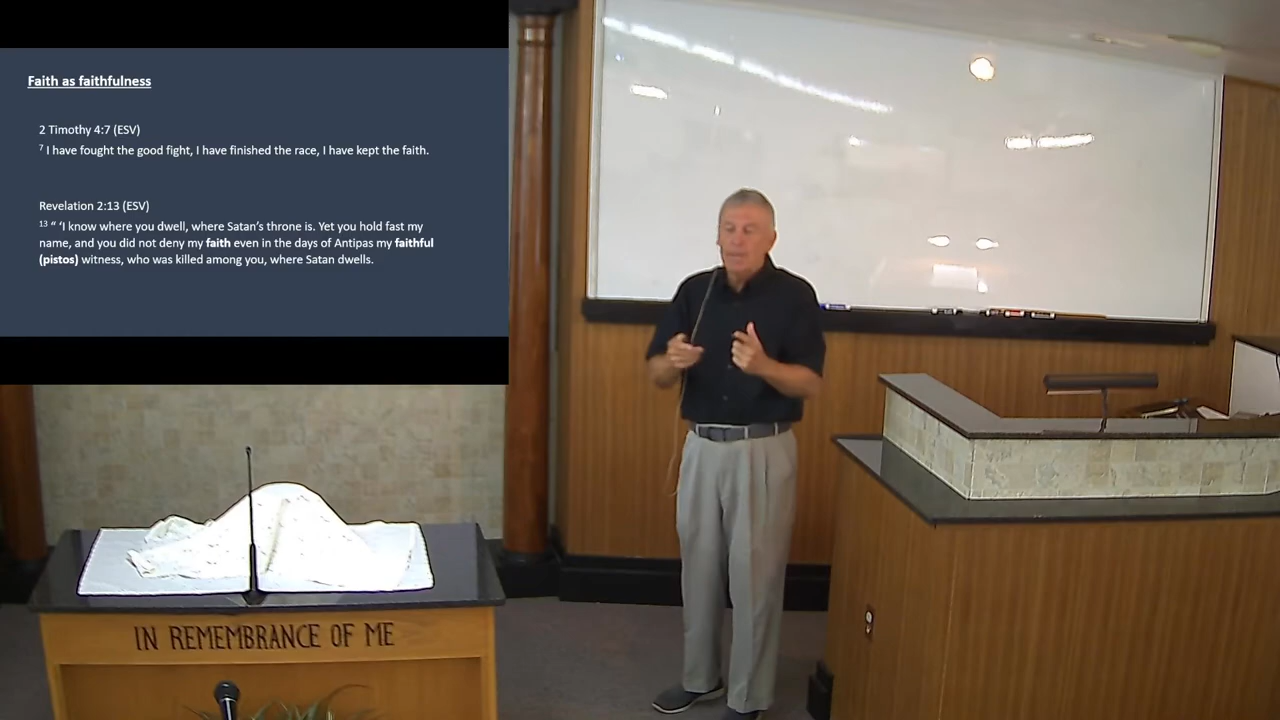 Faith as faithfulness
2 Timothy 4:7 (ESV)
7 I have fought the good fight, I have finished the race, I have kept the faith.
Revelation 2:13 (ESV)
13 “ ‘I know where you dwell, where Satan’s throne is. Yet you hold fast my
name, and you did not deny my faith even in the days of Antipas my faithful
(pistos) witness, who was killed among you, where Satan dwells.
IN REMEMBRANCE OF ME